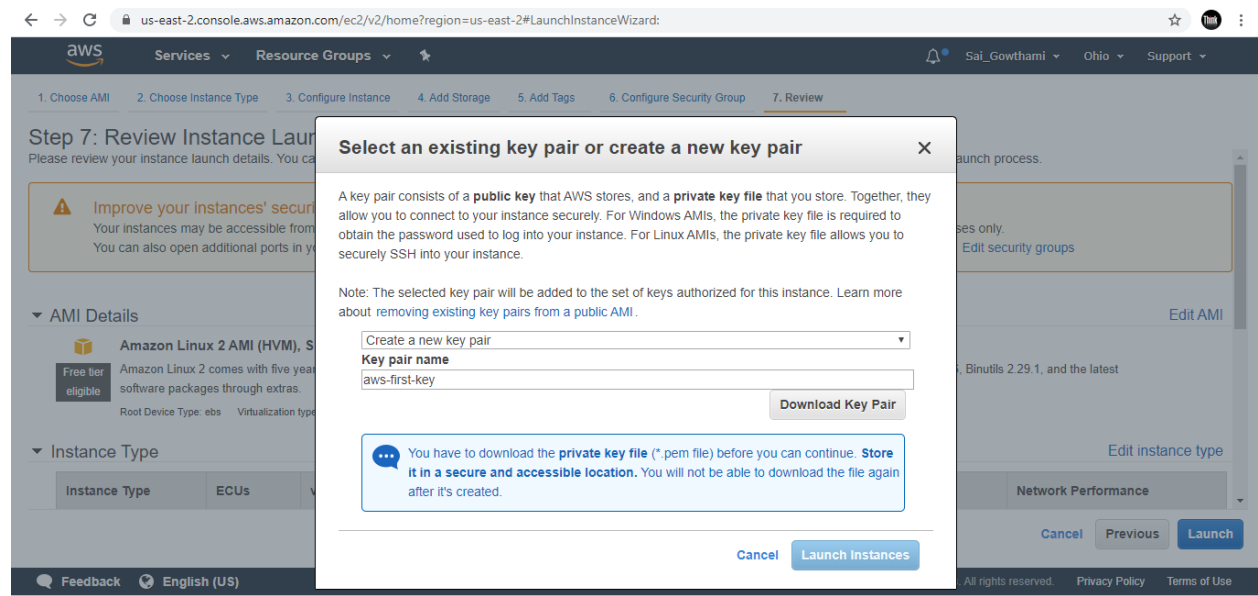 us-east-2.console.aws.amazon.com/ec2/v2/home?region=us-east-2#LaunchInstanceWizard:
Think
aws Services Resource Groups Sai_Gowthami Ohio Support
1. Choose AMI 2. Choose Instance Type 3. Configure Instance 4. Add Storage 5. Add Tags 6. Configure Security Group 7. Review
Step 7: Review Instance Laun
Please review your instance launch details. You ca
aunch process.
Improve your instances' securi
Your instances may be accessible from
ses only.
You can also open additional ports in yo
Edit security groups
AMI Details
Edit AMI
Amazon Linux 2 AMI (HVM), S
Free tier eligible
Amazon Linux 2 comes with five year
, Binutils 2.29.1, and the latest
software packages through extras.
Root Device Type: ebs Virtualization type
Instance Type
Edit instance type
Instance Type ECUs v Network Performance
Select an existing key pair or create a new key pair
A key pair consists of a public key that AWS stores, and a private key file that you store. Together, they
allow you to connect to your instance securely. For Windows AMIs, the private key file is required to
obtain the password used to log into your instance. For Linux AMIs, the private key file allows you to
securely SSH into your instance.
Note: The selected key pair will be added to the set of keys authorized for this instance. Learn more
about removing existing key pairs from a public AMI.
Create a new key pair
Key pair name
aws-first-key
Download Key Pair
You have to download the private key file (*.pem file) before you can continue. Store
it in a secure and accessible location. You will not be able to download the file again
after it's created.
Cancel Launch Instances
Cancel Previous Launch
Feedback English (US) . All rights reserved. Privacy Policy Terms of Use